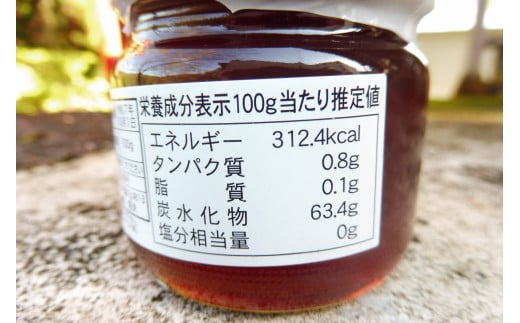 栄養成分表示100g当たり推定値
エネルギー 312.4kcal
タンパク質 0.8g
脂 質 0.1g
炭水化物 63.4g
塩分相当量 0g